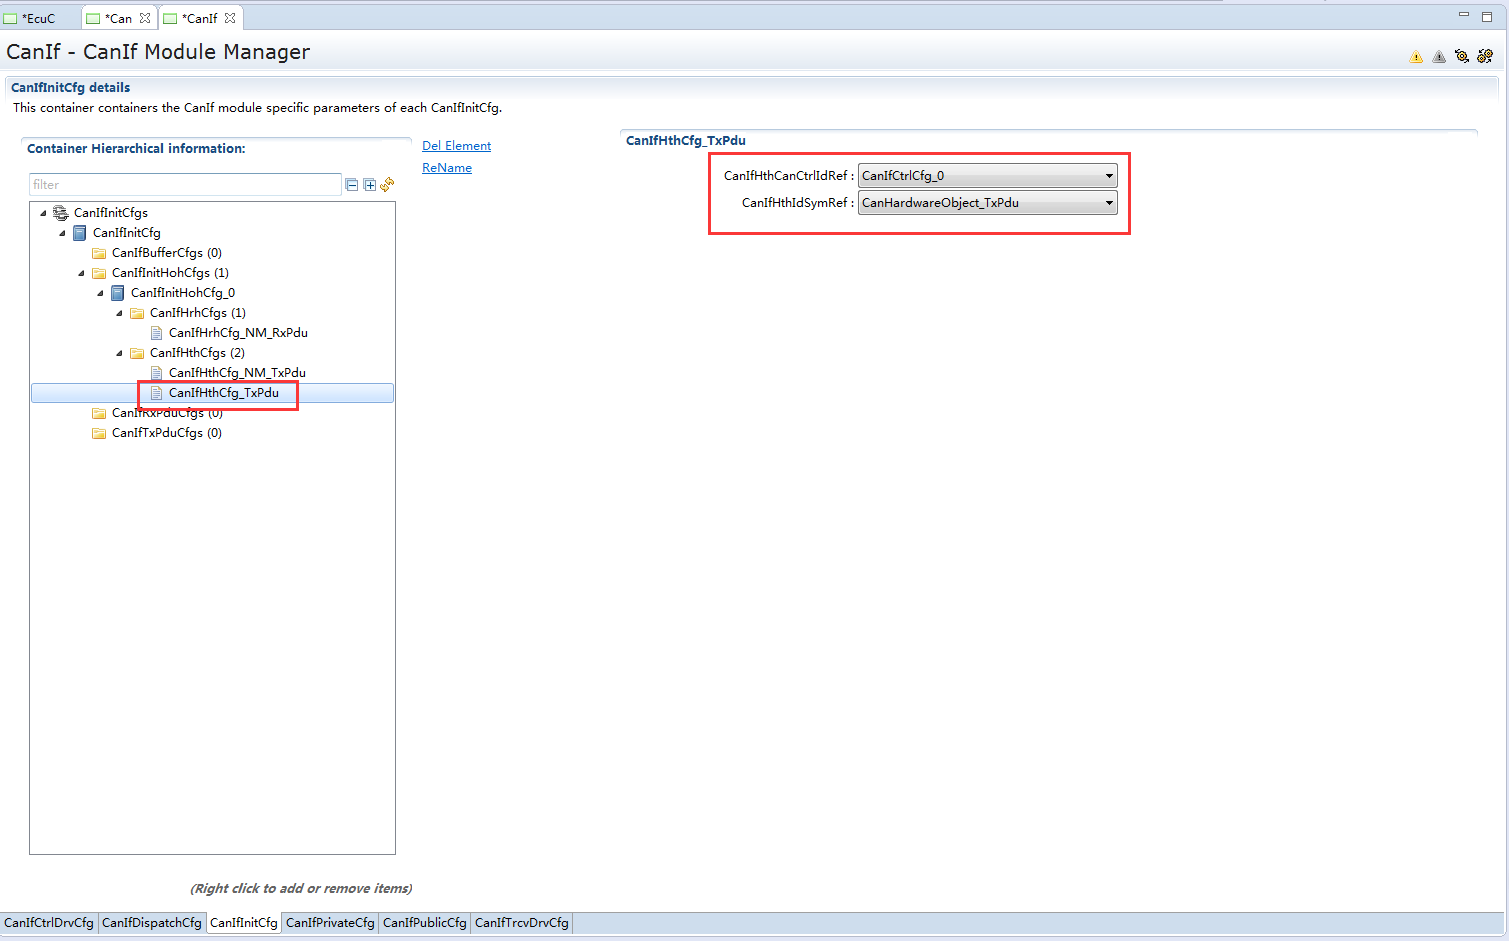 *EcuC
*Can
*CanIf
CanIf - CanIf Module Manager
CanIfInitCfg details
This container containers the CanIf module specific parameters of each CanIfInitCfg.
Container Hierarchical information:
Del Element
ReName
filter
CanIfInitCfgs
CanIfInitCfg
CanIfBufferCfgs (0)
CanIfInitHohCfgs (1)
CanIfInitHohCfg_0
CanIfHrhCfgs (1)
CanIfHrhCfg_NM_RxPdu
CanIfHthCfgs (2)
CanIfHthCfg_NM_TxPdu
CanIfHthCfg_TxPdu
CanIfRxPduCfgs (0)
CanIfTxPduCfgs (0)
(Right click to add or remove items)
CanIfHthCfg_TxPdu
CanIfHthCanCtrlIdRef : CanIfCtrlCfg_0
CanIfHthIdSymRef : CanHardwareObject_TxPdu
CanIfCtrlDrvCfg CanIfDispatchCfg CanIfInitCfg CanIfPrivateCfg CanIfPublicCfg CanIfTrcvDrvCfg